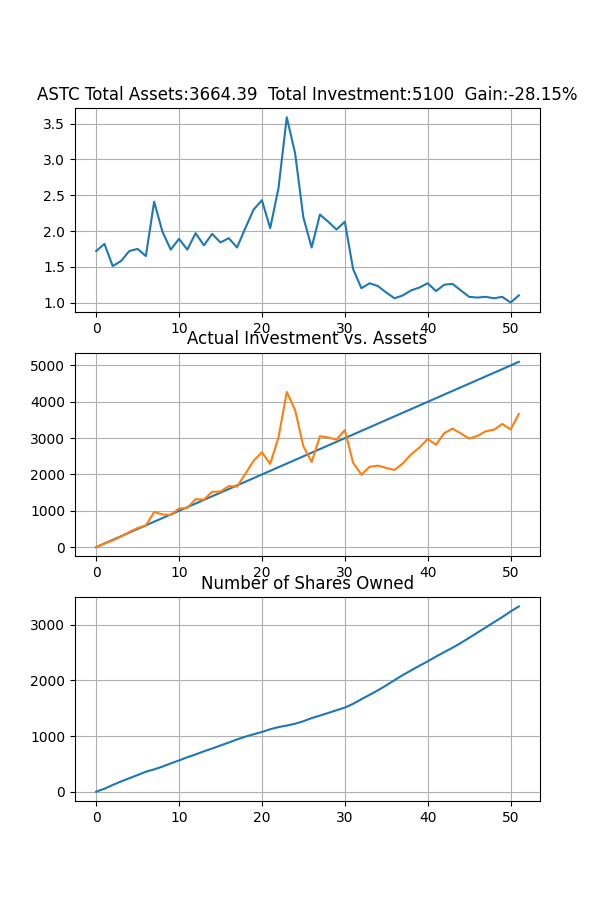 ASTC Total Assets:3664.39  Total Investment:5100  Gain:-28.15%
3.5
3.0
2.5
2.0
1.5
1.0
0 10 20 30 40 50
Actual Investment vs. Assets
5000
4000
3000
2000
1000
0
0 10 20 30 40 50
Number of Shares Owned
3000
2000
1000
0
0 10 20 30 40 50